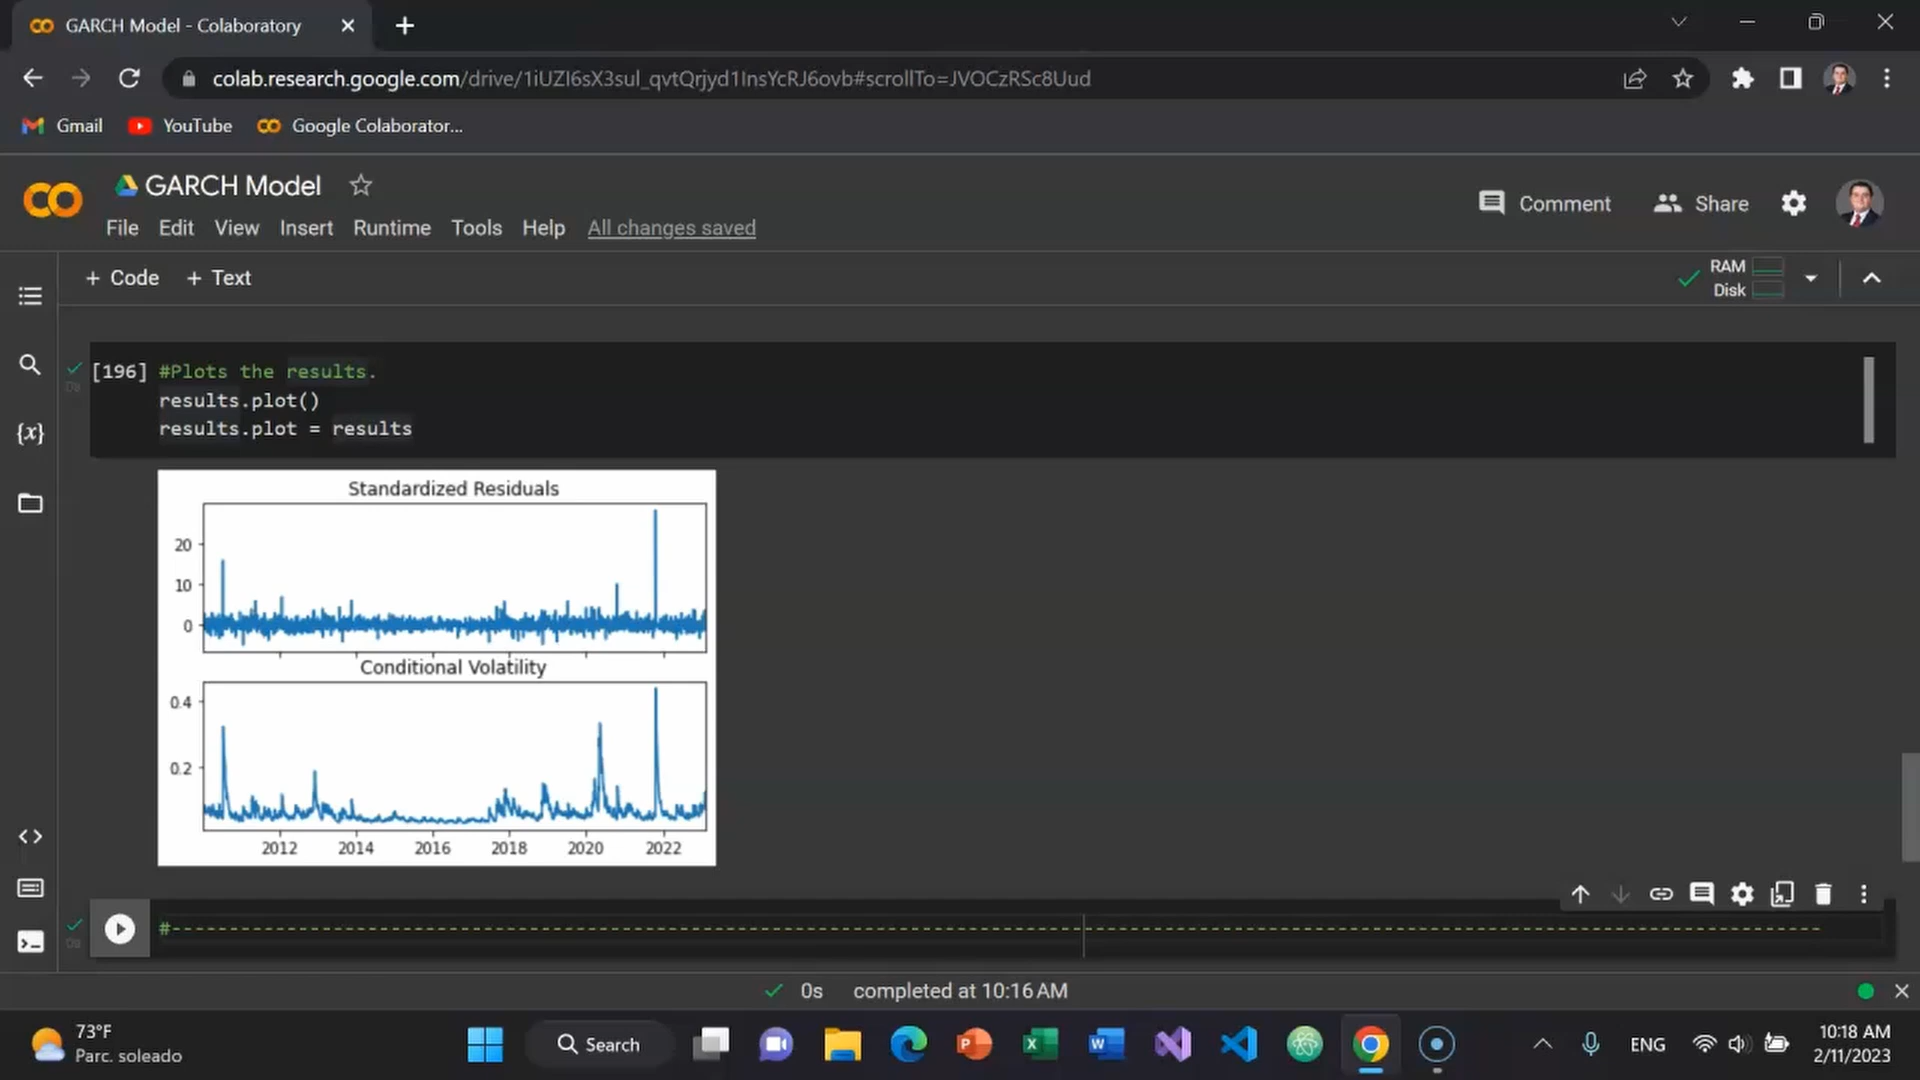 GARCH Model - Colaboratory
colab.research.google.com/drive/1iUZI6sX3sul_qvtQrjyd1InsYcRJ6ovb#scrollTo=JVOCzRSc8Uud
Gmail YouTube Google Colaborator...
GARCH Model
Comment Share
File Edit View Insert Runtime Tools Help All changes saved
+ Code + Text
RAM
Disk
[196] #Plots the results.
0s
results.plot()
results.plot = results
Standardized Residuals
20
10
0
Conditional Volatility
0.4
0.2
2012 2014 2016 2018 2020 2022
{x}
0s
0s completed at 10:16 AM
73°F
Parc. soleado
Search
ENG
10:18 AM
2/11/2023